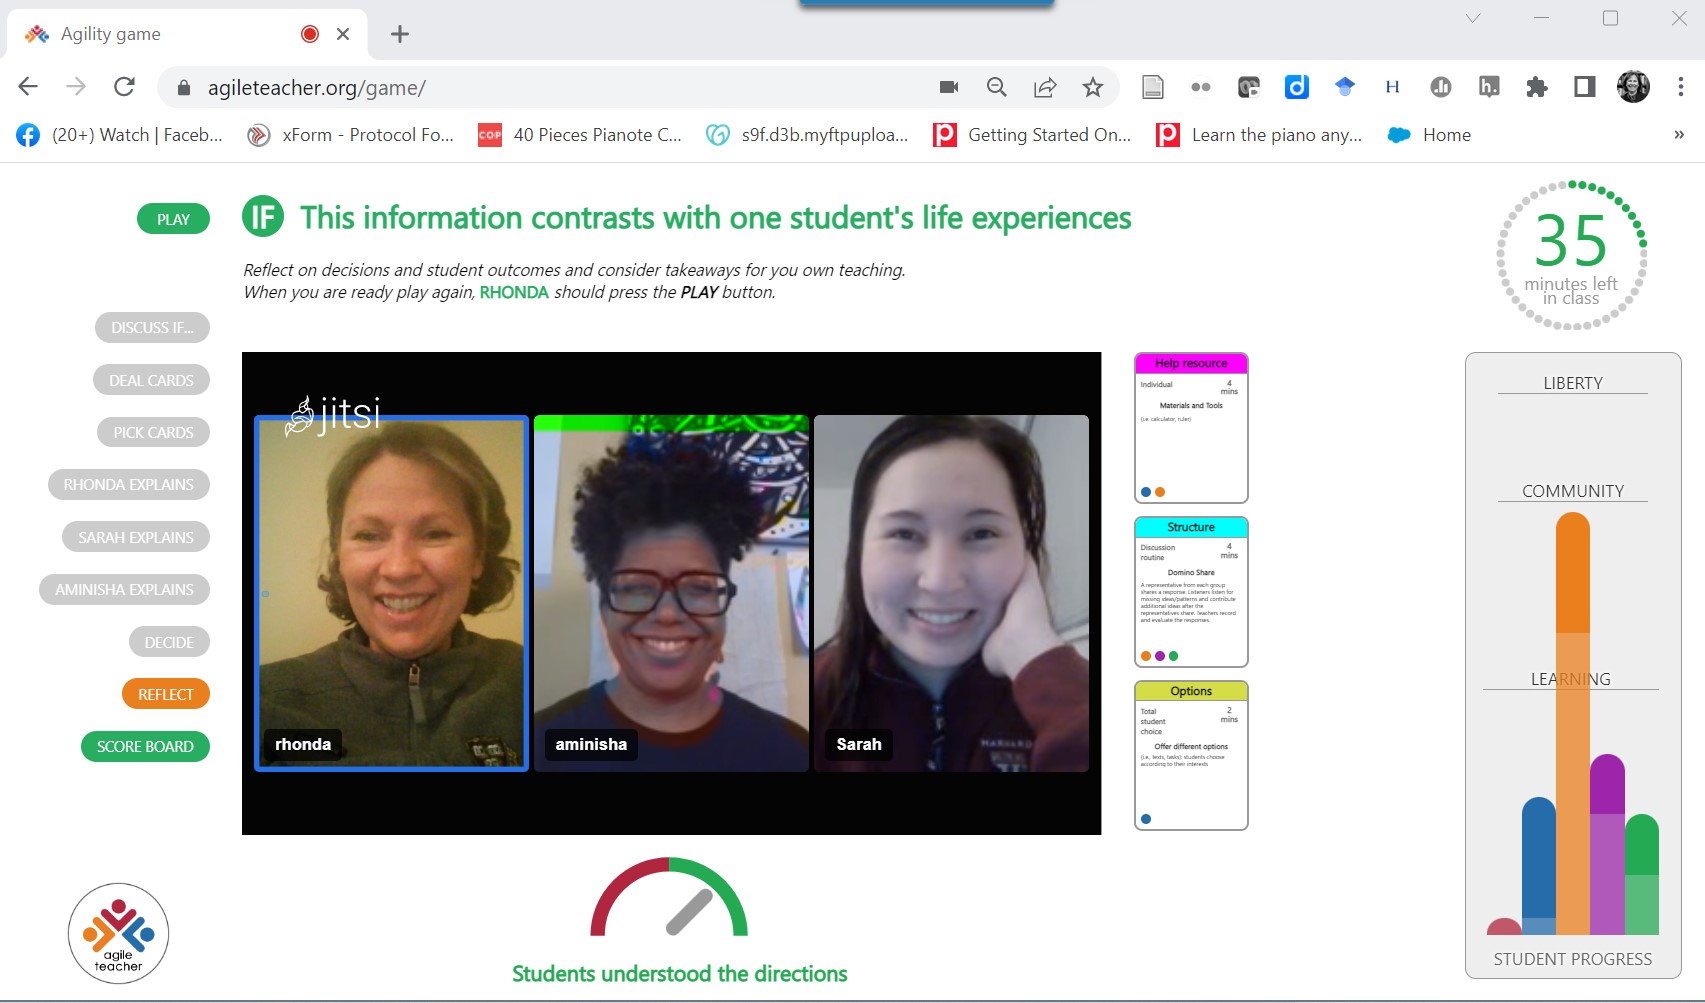 Agility game
agileteacher.org/game/
(20+) Watch | Faceb...
xForm - Protocol Fo...
COP
40 Pieces Pianote C...
s9f.d3b.myftpuploa...
Getting Started On...
Learn the piano any...
Home
»
PLAY
IF This information contrasts with one student's life experiences
Reflect on decisions and student outcomes and consider takeaways for you own teaching.
When you are ready play again, RHONDA should press the PLAY button.
35
minutes left
in class
DISCUSS IF...
DEAL CARDS
PICK CARDS
RHONDA EXPLAINS
SARAH EXPLAINS
AMINISHA EXPLAINS
DECIDE
REFLECT
SCORE BOARD
jitsi
rhonda
aminisha
Sarah
HARVARD
Help resource
Individual
4
mins
Materials and Tools
(i.e. calculator, ruler)
Structure
Discussion
routine
4
mins
Domino Share
A representative from each group
shares a response. Listeners listen for
missing ideas/patterns and contribute
additional ideas after the
representatives share. Teachers record
and evaluate the responses.
Options
Total
student
choice
2
mins
Offer different options
(i.e., texts, tasks). students choose
according to their interests
LIBERTY
COMMUNITY
LEARNING
STUDENT PROGRESS
agile
teacher
Students understood the directions